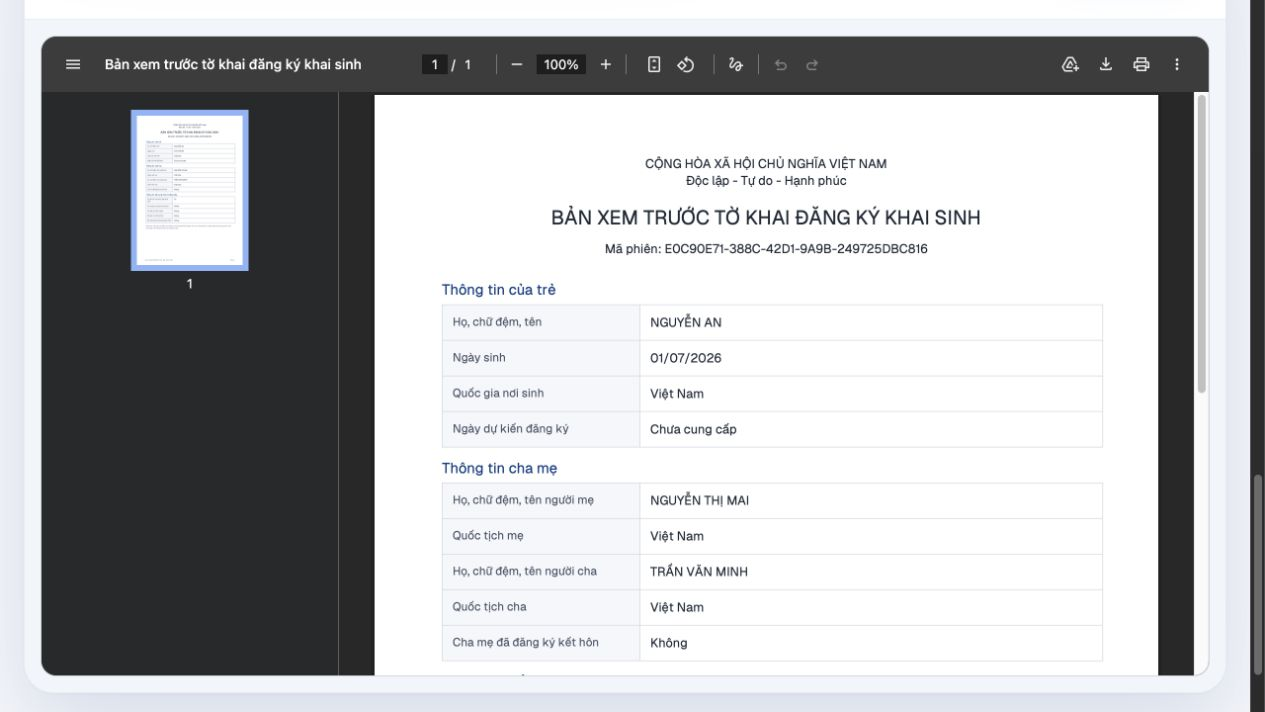 Bản xem trước tờ khai đăng ký khai sinh
1 / 1
100%
1
CỘNG HÒA XÃ HỘI CHỦ NGHĨA VIỆT NAM
Độc lập - Tự do - Hạnh phúc
BẢN XEM TRƯỚC TỜ KHAI ĐĂNG KÝ KHAI SINH
Mã phiên: E0C90E71-388C-42D1-9A9B-249725DBC816
Thông tin của trẻ
Họ, chữ đệm, tên NGUYỄN AN
Ngày sinh 01/07/2026
Quốc gia nơi sinh Việt Nam
Ngày dự kiến đăng ký Chưa cung cấp
Thông tin cha mẹ
Họ, chữ đệm, tên người mẹ NGUYỄN THỊ MAI
Quốc tịch mẹ Việt Nam
Họ, chữ đệm, tên người cha TRẦN VĂN MINH
Quốc tịch cha Việt Nam
Cha mẹ đã đăng ký kết hôn Không